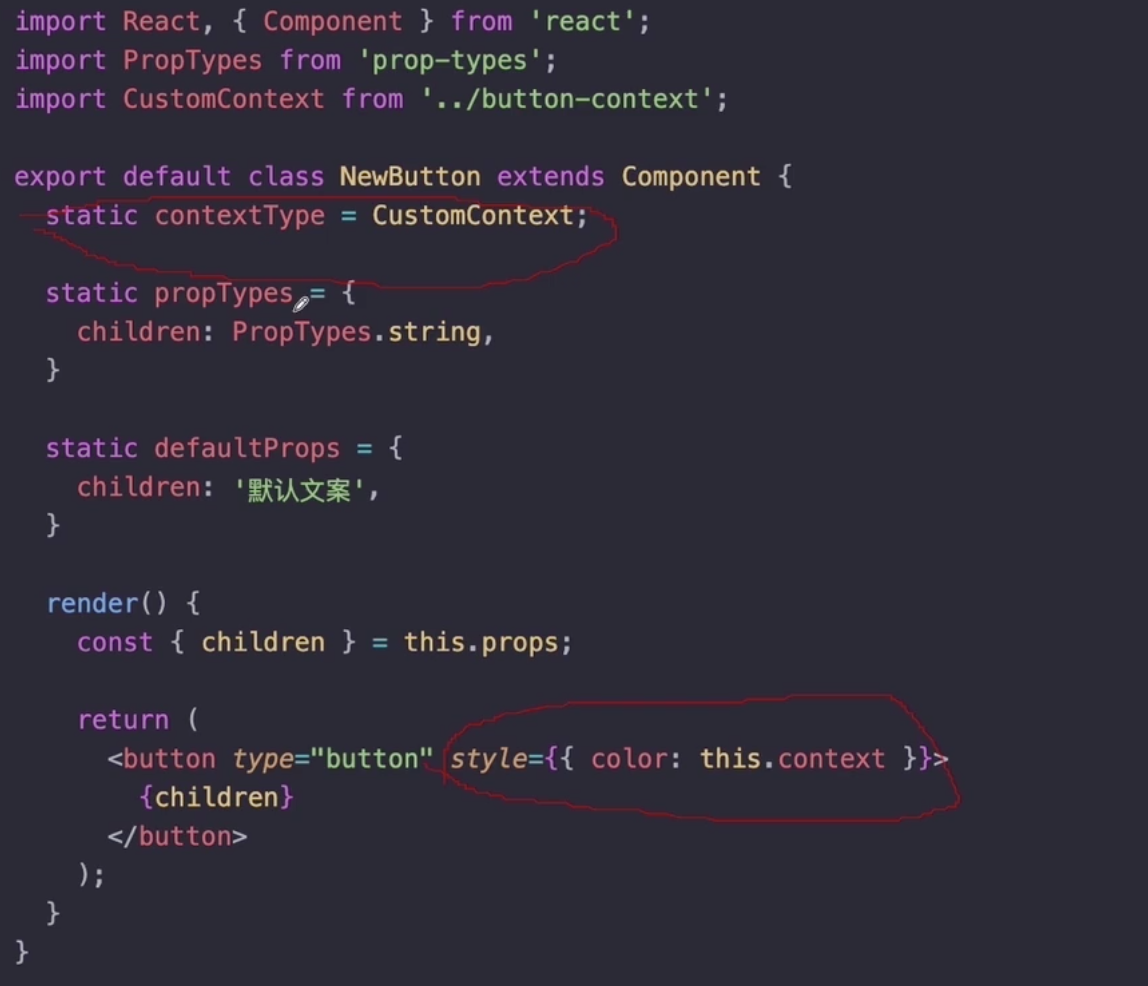 import React, { Component } from 'react';
import PropTypes from 'prop-types';
import CustomContext from '../button-context';
export default class NewButton extends Component {
static contextType = CustomContext;
static propTypes = {
children: PropTypes.string,
}
static defaultProps = {
children: '默认文案',
}
render() {
const { children } = this.props;
return (
<button type="button" style={{ color: this.context }}>
{children}
</button>
);
}
}